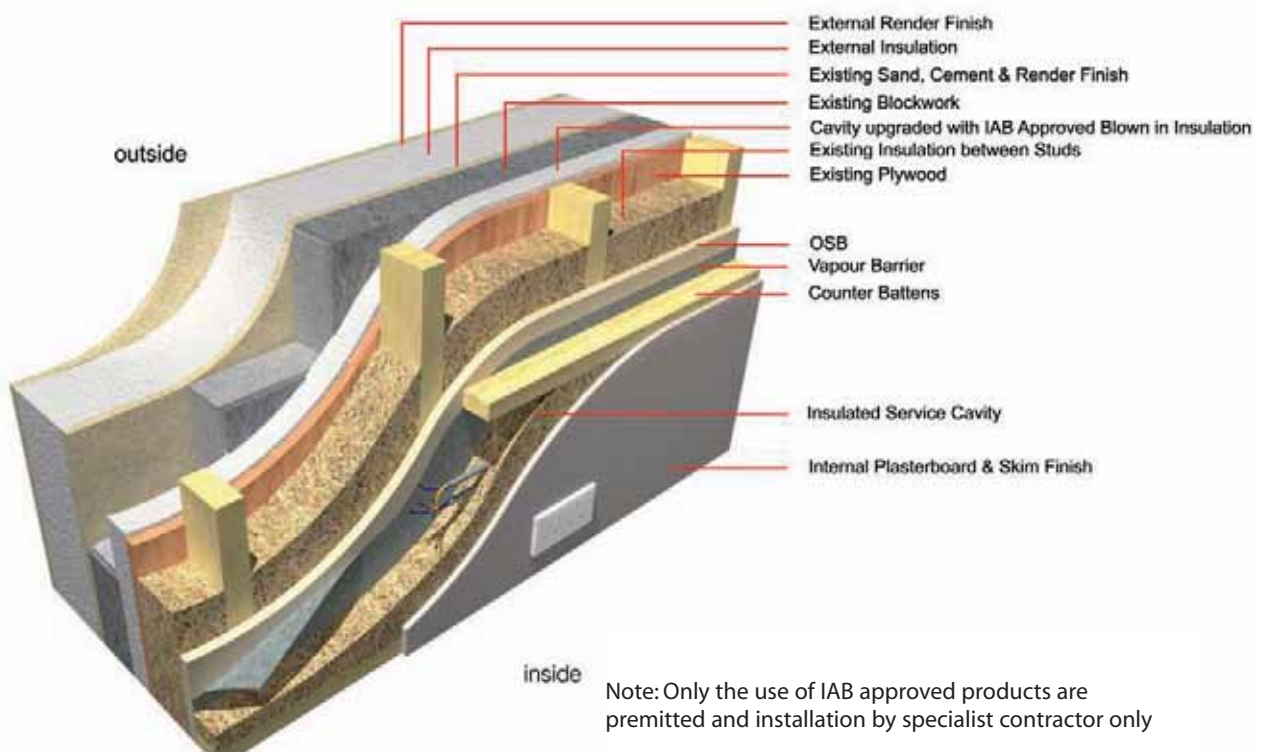 External Render Finish
External Insulation
Existing Sand, Cement & Render Finish
Existing Blockwork
Cavity upgraded with IAB Approved Blown in Insulation
Existing Insulation between Studs
Existing Plywood
OSB
Vapour Barrier
Counter Battens
Insulated Service Cavity
Internal Plasterboard & Skim Finish
outside
inside
Note: Only the use of IAB approved products are
premitted and installation by specialist contractor only